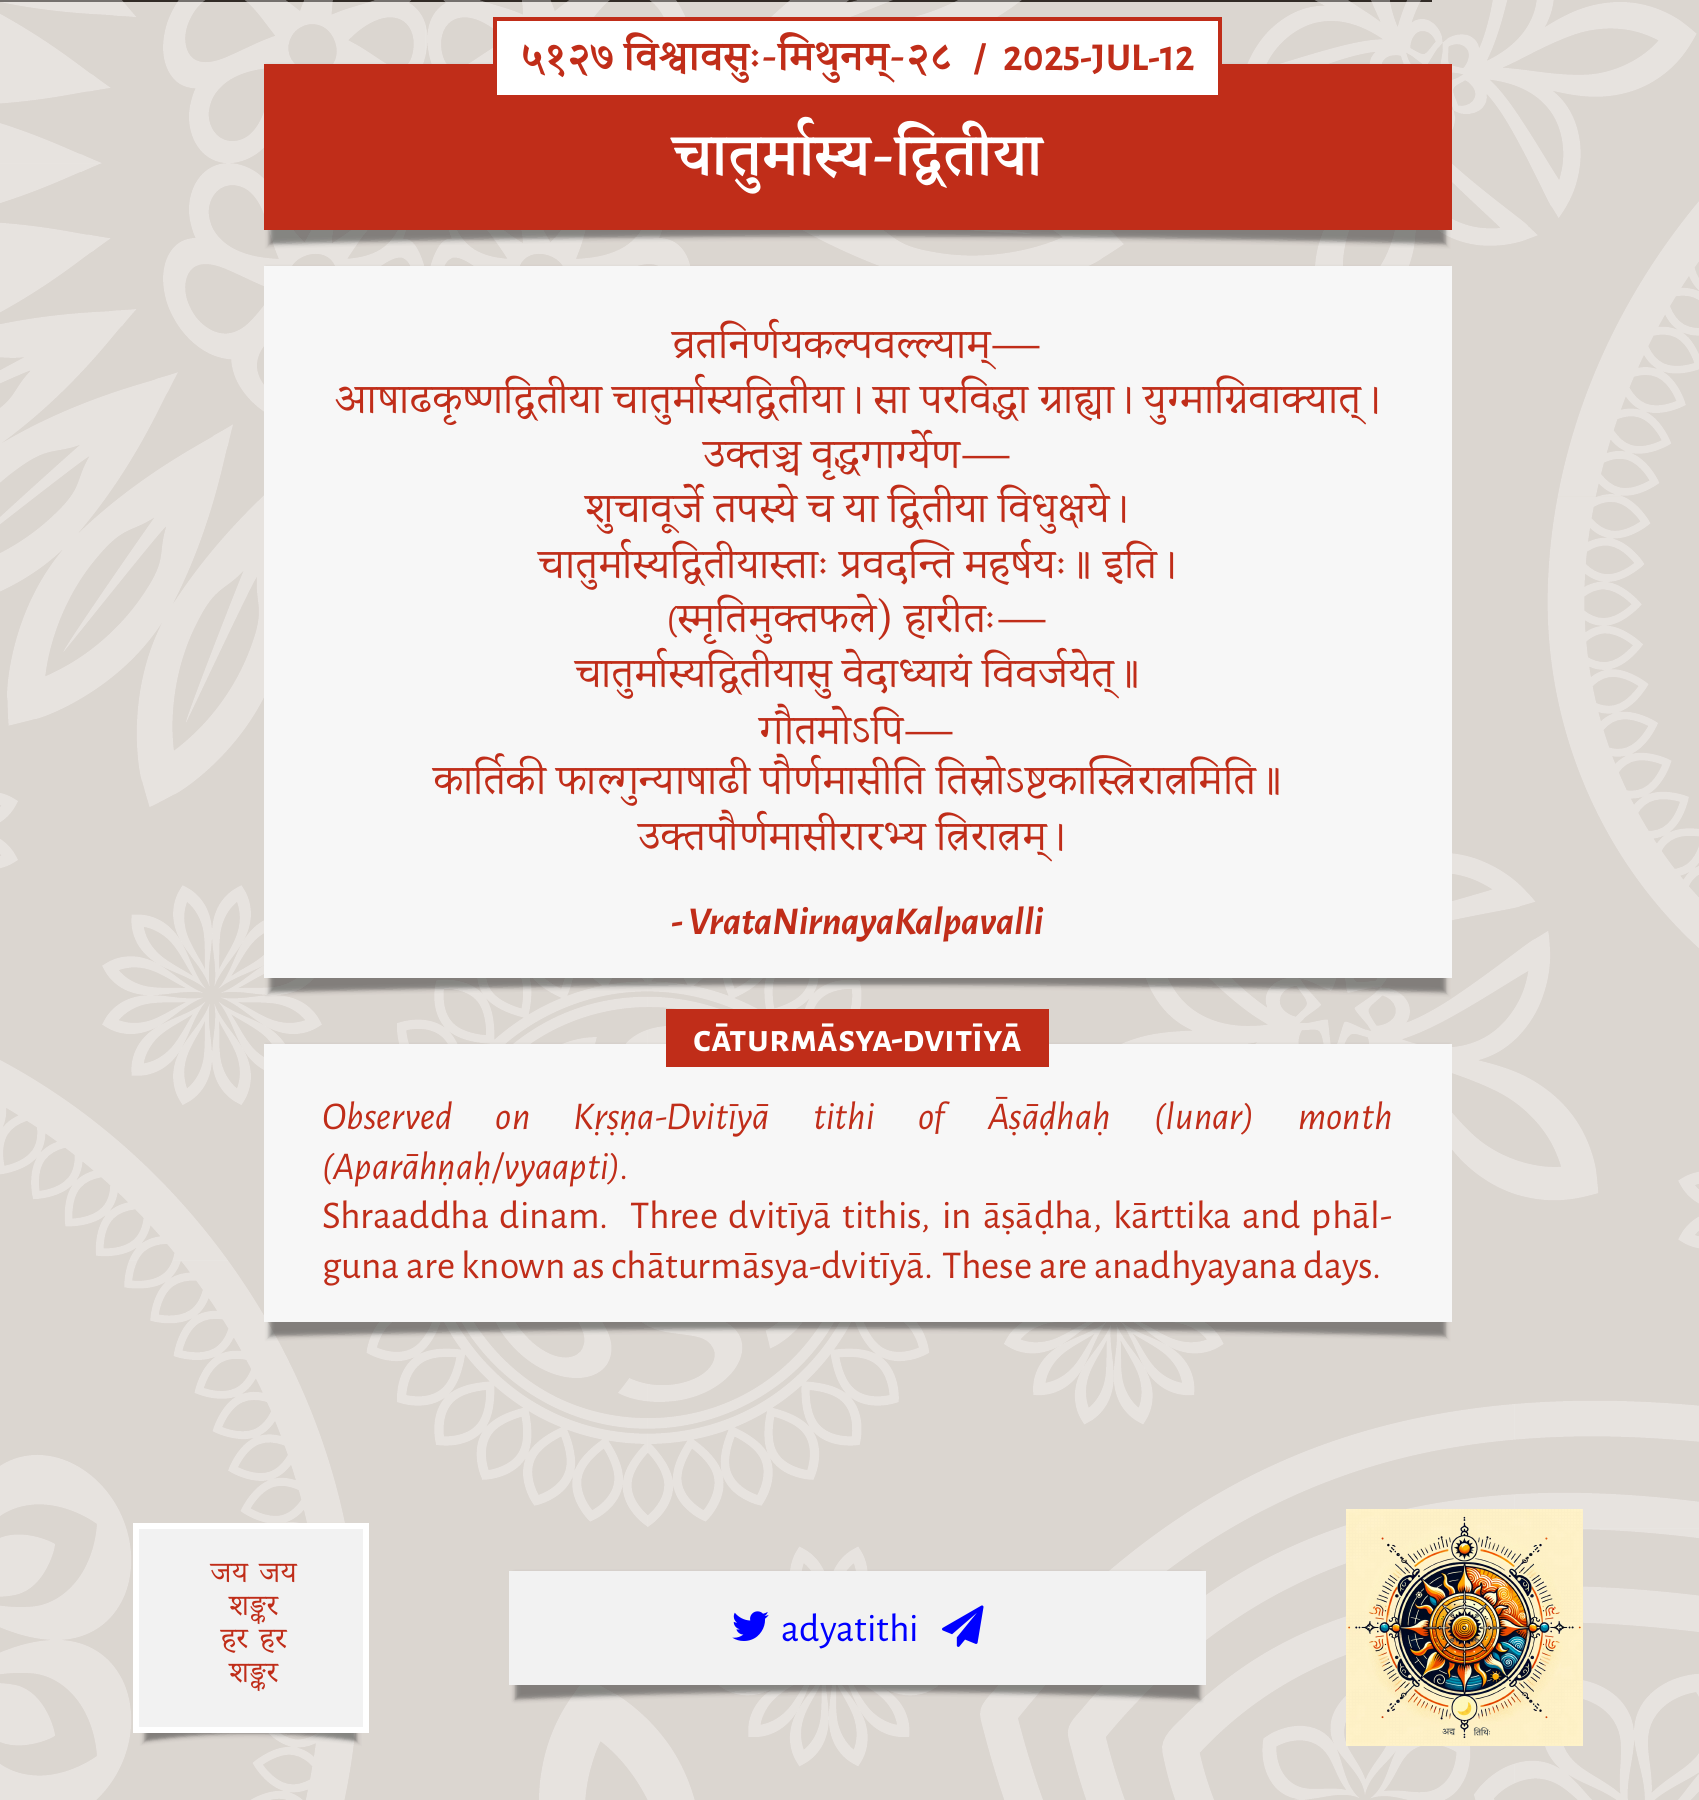 ५१२७ विश्वावसुः-मिथुनम्-२८ / 2025-JUL-12
चातुर्मास्य-द्वितीया
व्रतनिर्णयकल्पवल्ल्याम्—
आषाढकृष्णद्वितीया चातुर्मास्यद्वितीया। सा परविद्धा ग्राह्या। युग्माग्निवाक्यात्।
उक्तञ्च वृद्धगार्ग्येण—
शुचावूर्जे तपस्ये च या द्वितीया विधुक्षये।
चातुर्मास्यद्वितीयास्ताः प्रवदन्ति महर्षयः॥ इति।
(स्मृतिमुक्तफले) हारीतः—
चातुर्मास्यद्वितीयासु वेदाध्यायं विवर्जयेत्॥
गौतमोऽपि—
कार्तिकी फाल्गुन्याषाढी पौर्णमासीति तिस्रोऽष्टकास्त्रिरात्रमिति॥
उक्तपौर्णमासीरारभ्य त्रिरात्रम्।
- VrataNirnayaKalpavalli
CĀTURMĀSYA-DVITĪYĀ
Observed on Kṛṣṇa-Dvitīyā tithi of Āṣāḍhaḥ (lunar) month
(Aparāhṇaḥ/vyaapti).
Shraaddha dinam. Three dvitīyā tithis, in āṣāḍha, kārttika and phāl-
guna are known as chāturmāsya-dvitīyā. These are anadhyayana days.
जय जय
शङ्कर
हर हर
शङ्कर
adyatithi
अद्य तिथिः